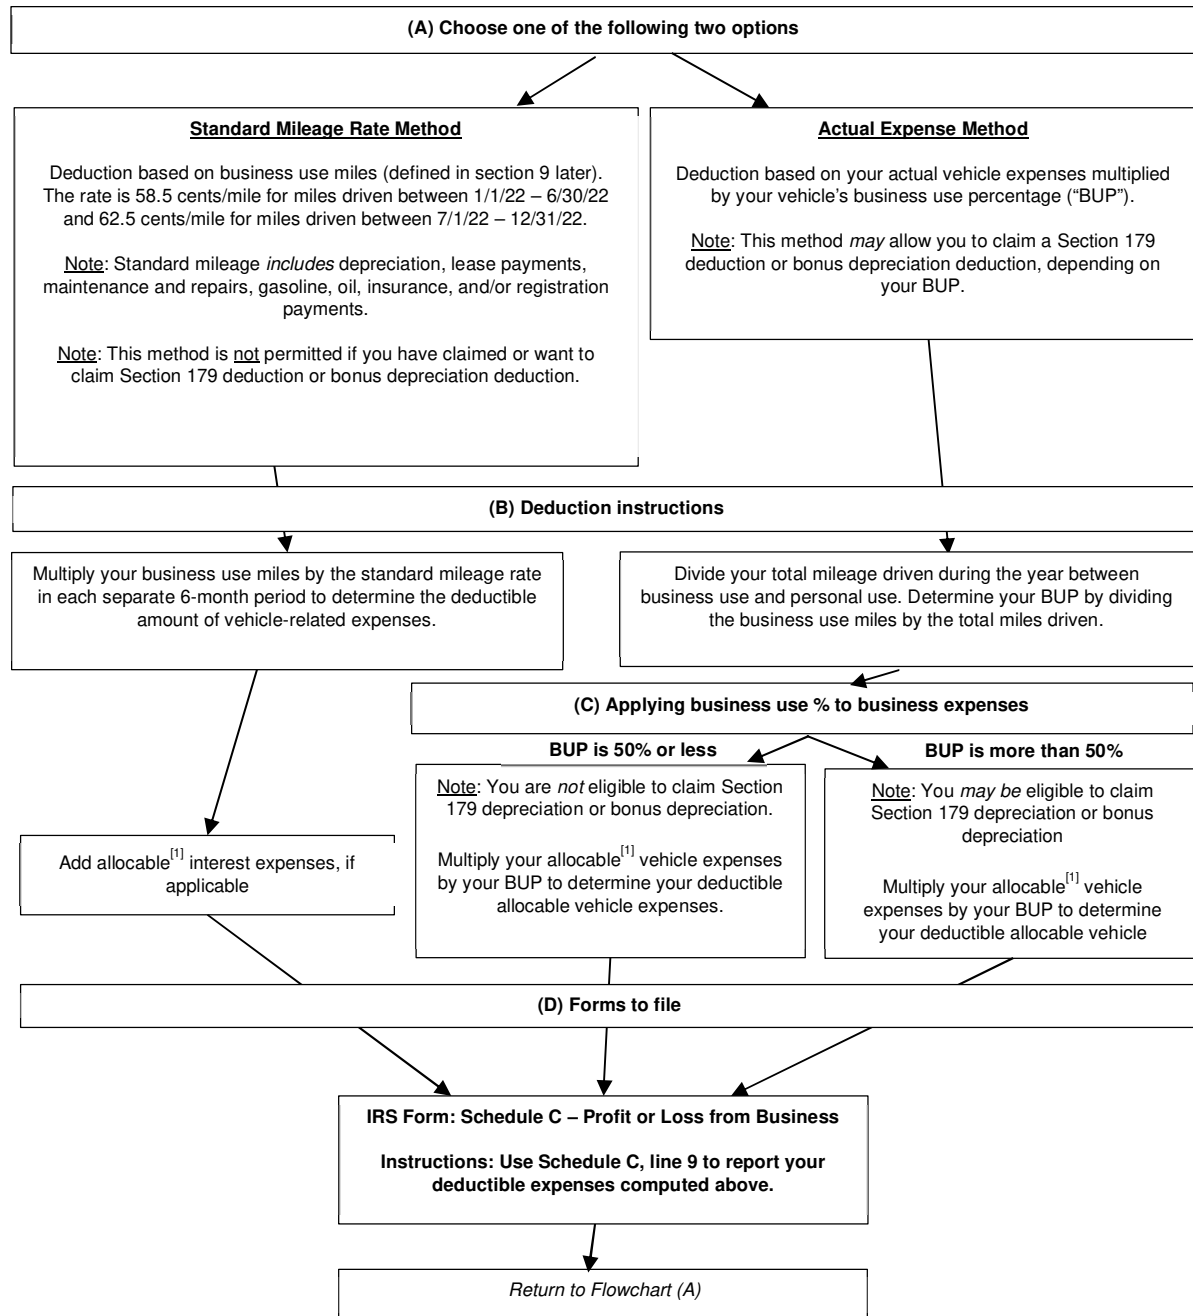 (A) Choose one of the following two options
Standard Mileage Rate Method
Deduction based on business use miles (defined in section 9 later).
The rate is 58.5 cents/mile for miles driven between 1/1/22 – 6/30/22
and 62.5 cents/mile for miles driven between 7/1/22 – 12/31/22.
Note: Standard mileage includes depreciation, lease payments,
maintenance and repairs, gasoline, oil, insurance, and/or registration
payments.
Note: This method is not permitted if you have claimed or want to
claim Section 179 deduction or bonus depreciation deduction.
Actual Expense Method
Deduction based on your actual vehicle expenses multiplied
by your vehicle's business use percentage (“BUP”).
Note: This method may allow you to claim a Section 179
deduction or bonus depreciation deduction, depending on
your BUP.
(B) Deduction instructions
Multiply your business use miles by the standard mileage rate
in each separate 6-month period to determine the deductible
amount of vehicle-related expenses.
Divide your total mileage driven during the year between
business use and personal use. Determine your BUP by dividing
the business use miles by the total miles driven.
(C) Applying business use % to business expenses
BUP is 50% or less
BUP is more than 50%
Add allocable[1] interest expenses, if
applicable
Note: You are not eligible to claim Section
179 depreciation or bonus depreciation.
Multiply your allocable[1] vehicle expenses
by your BUP to determine your deductible
allocable vehicle expenses.
Note: You may be eligible to claim
Section 179 depreciation or bonus
depreciation
Multiply your allocable[1] vehicle
expenses by your BUP to determine
your deductible allocable vehicle
(D) Forms to file
IRS Form: Schedule C – Profit or Loss from Business
Instructions: Use Schedule C, line 9 to report your
deductible expenses computed above.
Return to Flowchart (A)